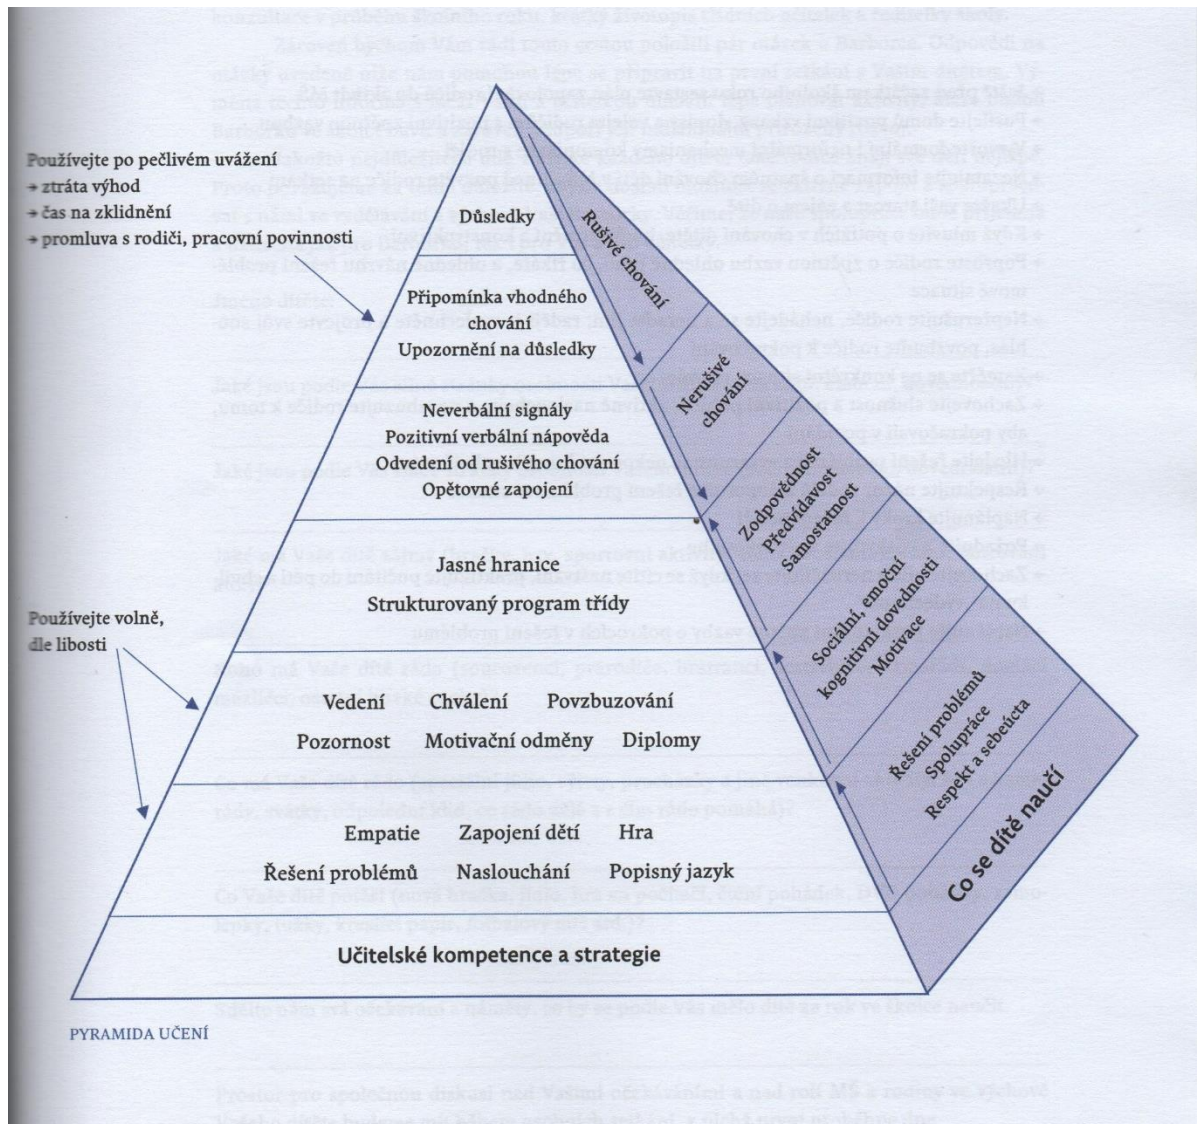 Používejte po pečlivém uvážení
→ ztráta výhod
→ čas na zklidnění
→ promluva s rodiči, pracovní povinnosti
Důsledky
Připomínka vhodného
chování
Upozornění na důsledky
Neverbální signály
Pozitivní verbální nápověda
Odvedení od rušivého chování
Opětovné zapojení
Jasné hranice
Strukturovaný program třídy
Používejte volně,
dle libosti
Vedení Chválení Povzbuzování
Pozornost Motivační odměny Diplomy
Empatie Zapojení dětí Hra
Řešení problémů Naslouchání Popisný jazyk
Učitelské kompetence a strategie
Rušivé chování
Nerušivé
chování
Zodpovědnost
Předvídavost
Samostatnost
Sociální, emoční
kognitivní dovednosti
Motivace
Řešení problémů
Spolupráce
Respekt a sebeúcta
Co se dítě naučí
PYRAMIDA UČENÍ